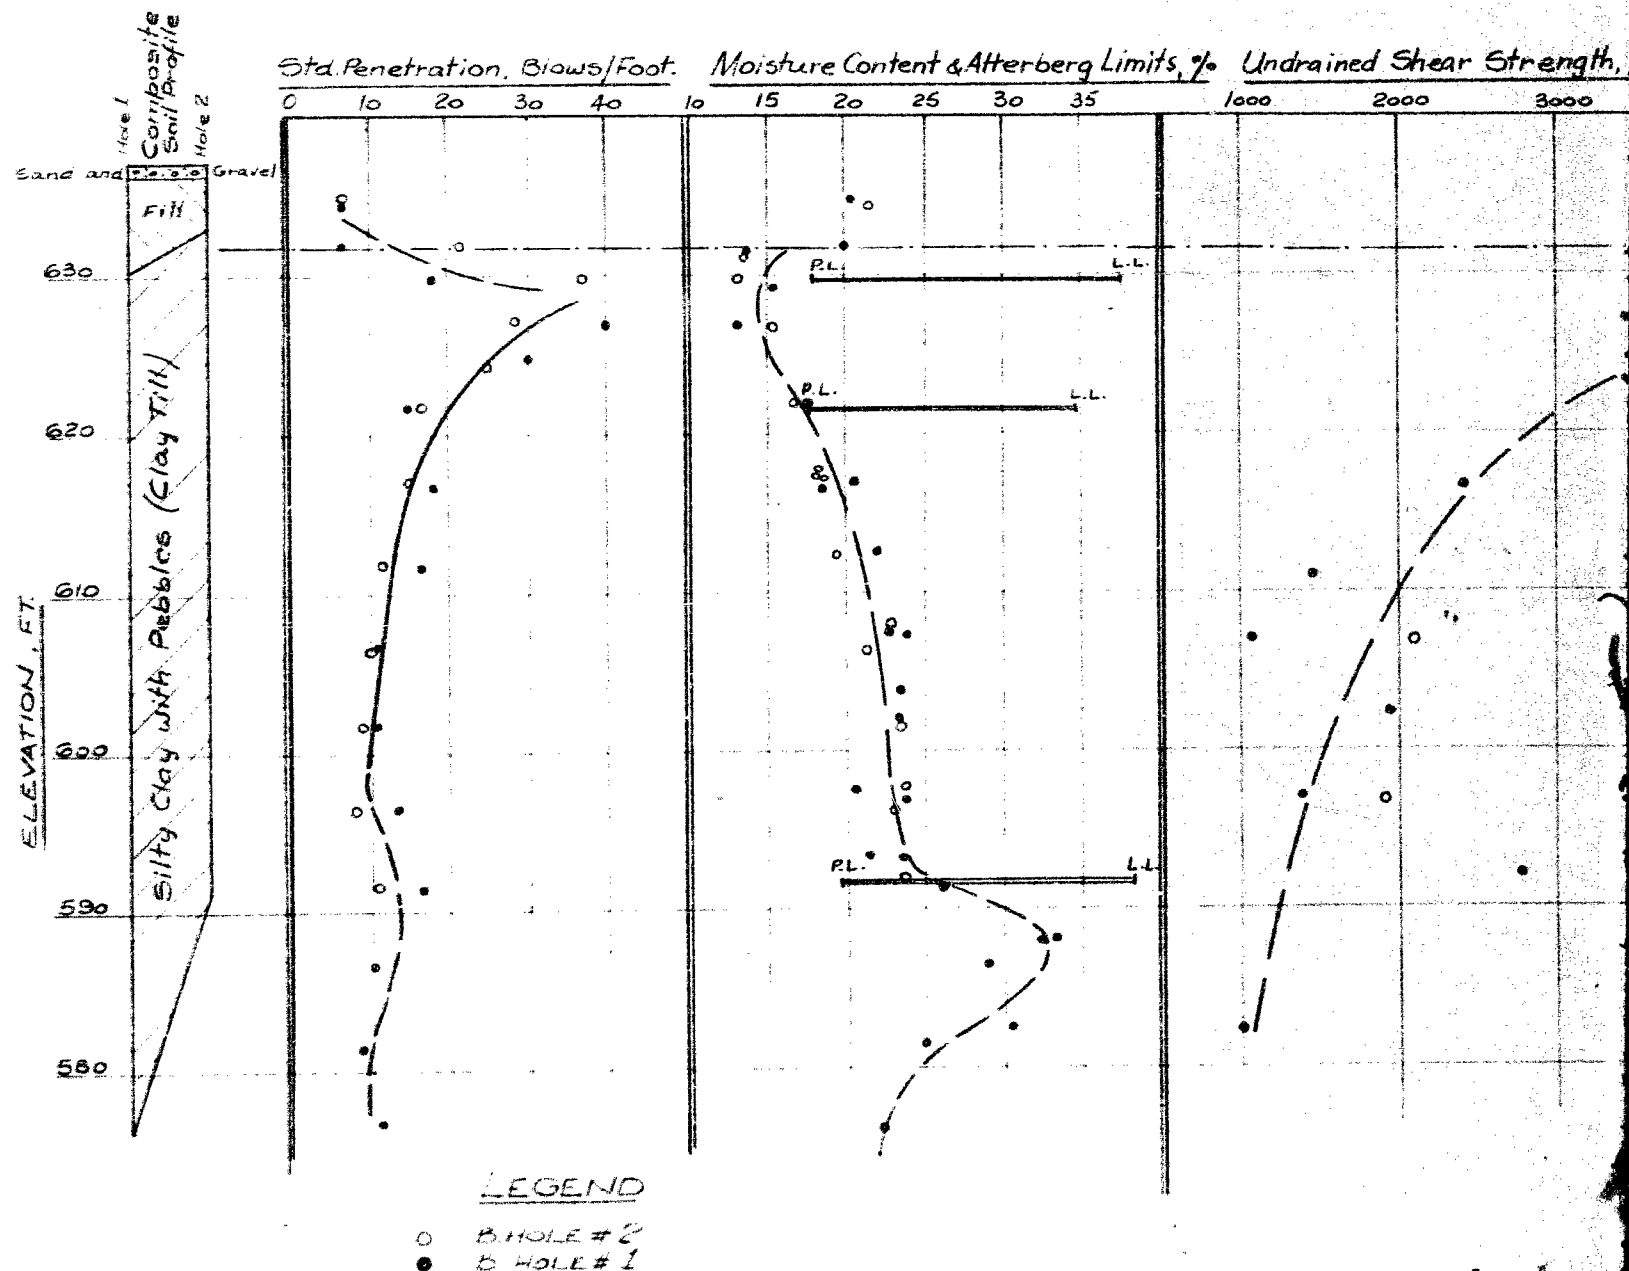 Hole 1
Composite
Soil Profile
Hole 2
Std. Penetration, Blows/Foot.
Moisture Content & Atterberg Limits, %
Undrained Shear Strength,
0 10 20 30 40
10 15 20 25 30 35
1000 2000 3000
Sand and Gravel
Fill
P.L. L.L.
630
P.L. L.L.
620
Silty Clay with Pebbles (Clay Till)
610
ELEVATION, FT.
600
P.L. L.L.
590
580
LEGEND
B. HOLE # 2
B HOLE # 1